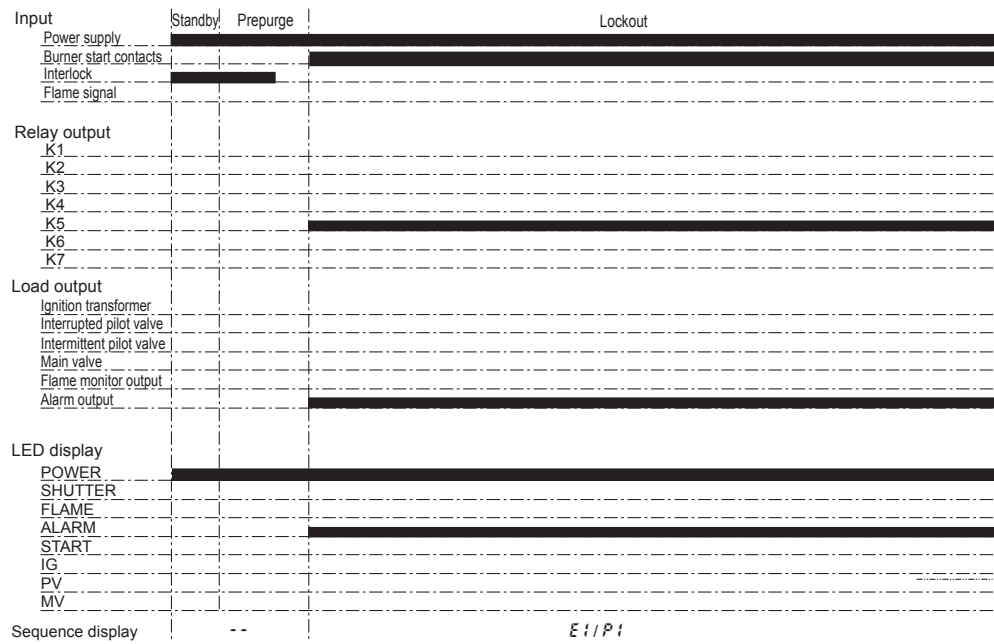 Input Standby Prepurge Lockout
Power supply
Burner start contacts
Interlock
Flame signal
Relay output
K1
K2
K3
K4
K5
K6
K7
Load output
Ignition transformer
Interrupted pilot valve
Intermittent pilot valve
Main valve
Flame monitor output
Alarm output
LED display
POWER
SHUTTER
FLAME
ALARM
START
IG
PV
MV
Sequence display -- E1/P1